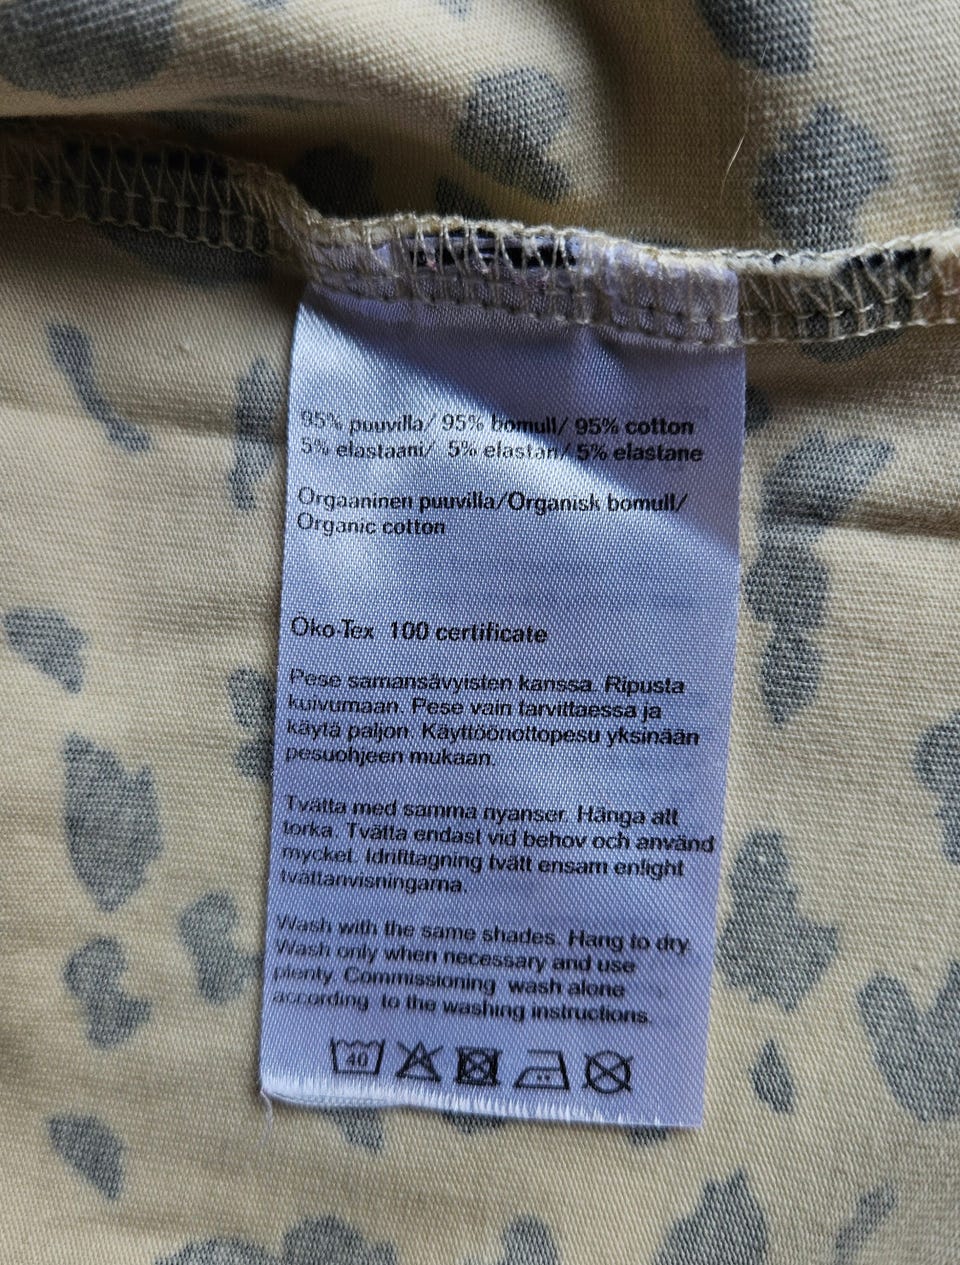 95% puuvilla/ 95% bomull/ 95% cotton
5% elastaani/ 5% elastan/ 5% elastane
Orgaaninen puuvilla/Organisk bomull/
Organic cotton
Öko-Tex 100 certificate
Pese samansävyisten kanssa. Ripusta
kuivumaan. Pese vain tarvittaessa ja
käytä paljon. Käyttöönottopesu yksinään
pesuohjeen mukaan.
Tvätta med samma nyanser. Hänga att
torka. Tvätta endast vid behov och använd
mycket. Idrifttagning tvätt ensam enlight
tvättanvisningarna.
Wash with the same shades. Hang to dry.
Wash only when necessary and use
plenty. Commissioning wash alone
according to the washing instructions.
40